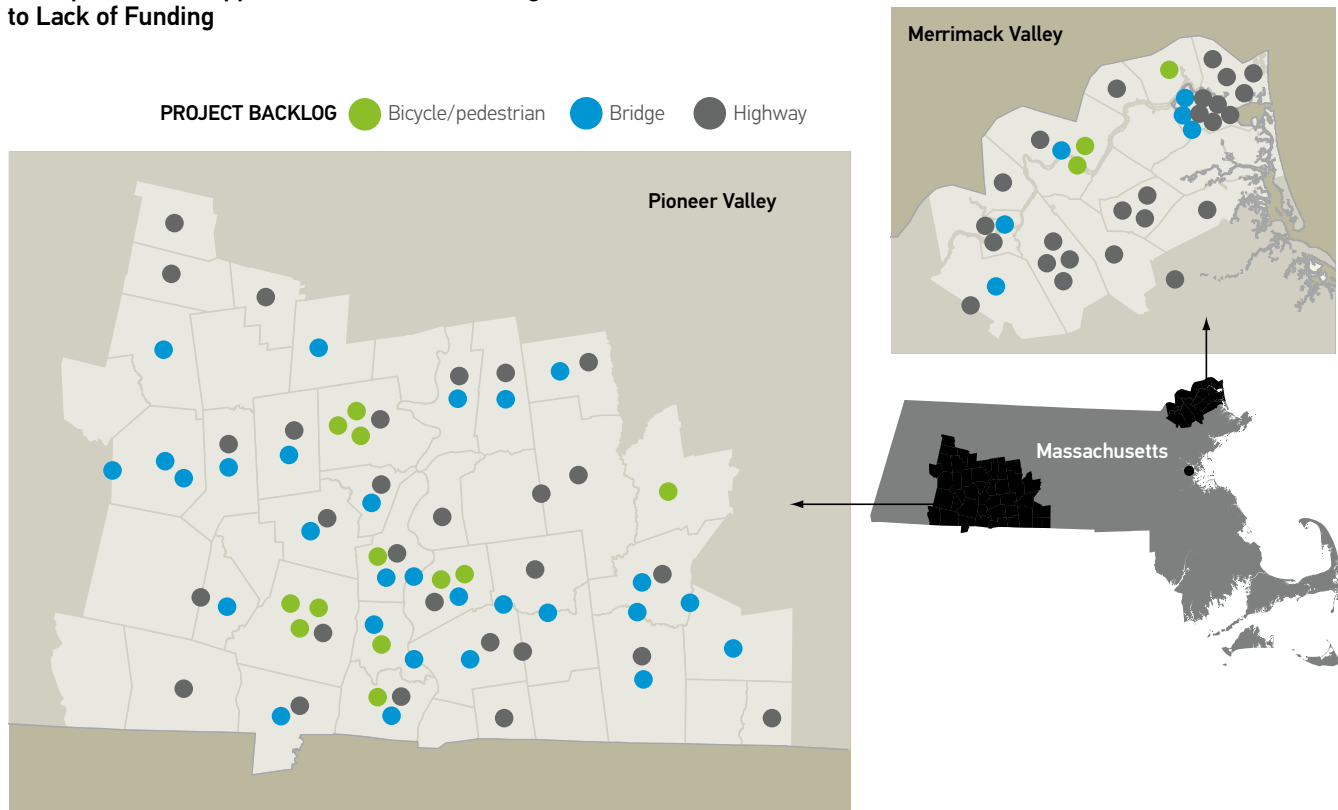 to Lack of Funding
PROJECT BACKLOG Bicycle/pedestrian Bridge Highway
Pioneer Valley
Merrimack Valley
Massachusetts